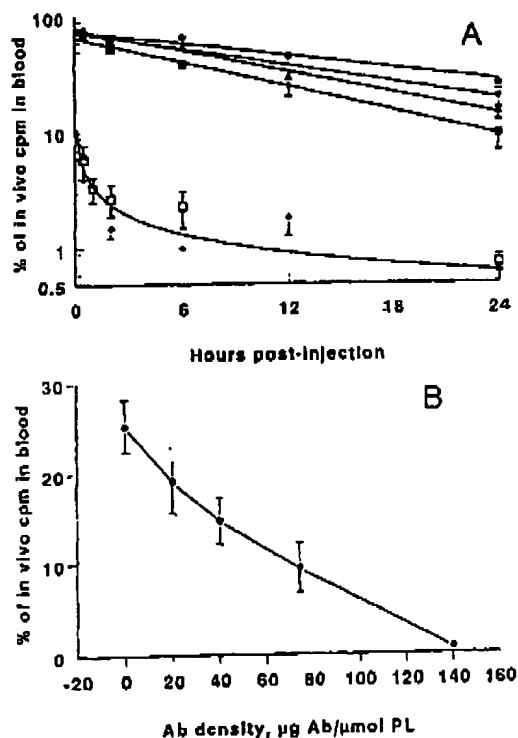 A
100
10
1
0.5
% of in vivo cpm in blood
0 6 12 18 24
Hours post-injection
B
30
20
10
0
% of in vivo cpm in blood
-20 0 20 40 60 80 100 120 140 160
Ab density, µg Ab/µmol PL